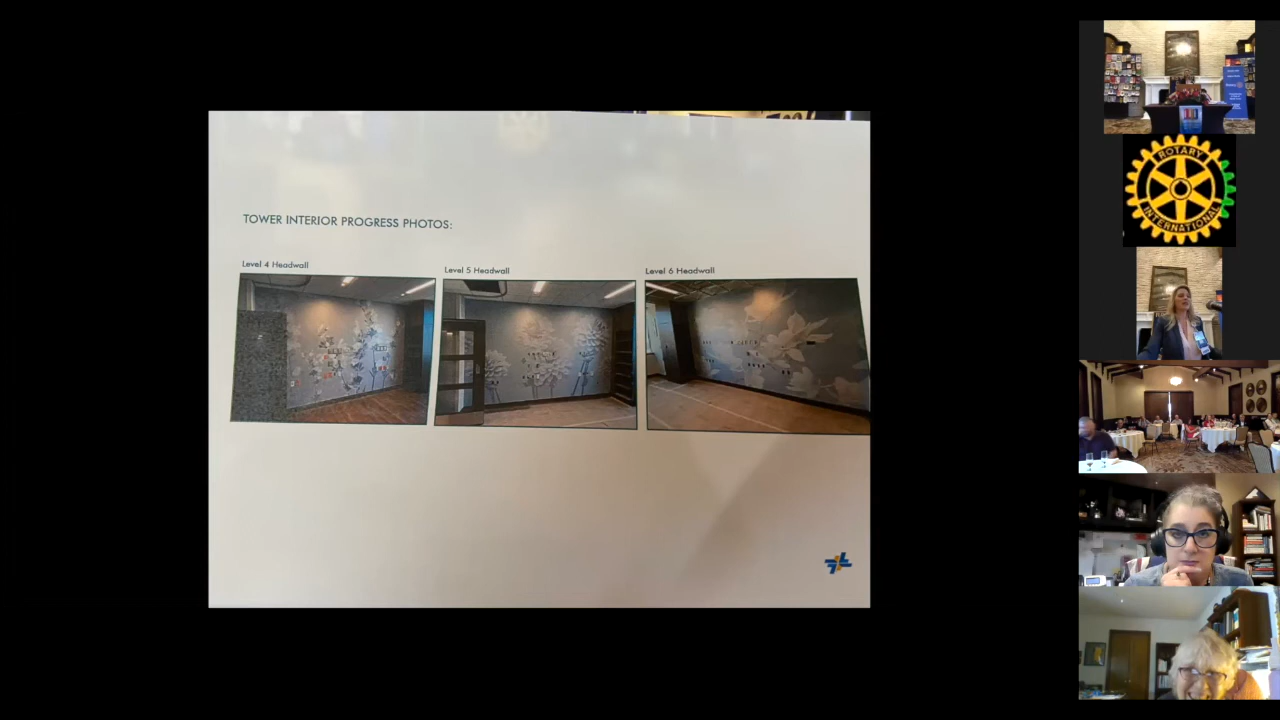 TOWER INTERIOR PROGRESS PHOTOS:
Level 4 Headwall
Level 5 Headwall
Level 6 Headwall
ROTARY
INTERNATIONAL